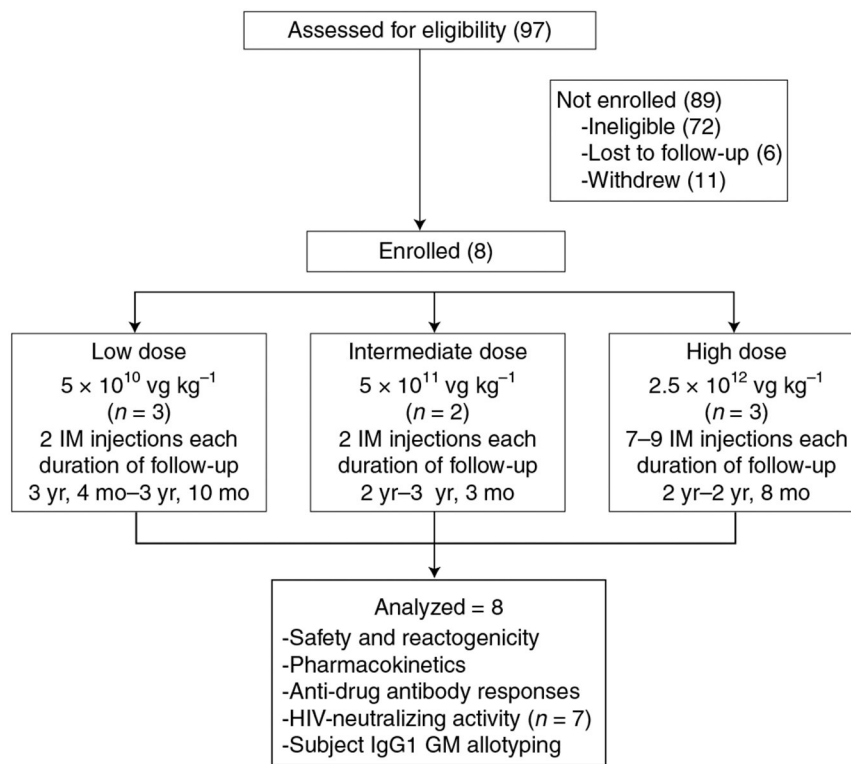 Assessed for eligibility (97)
Not enrolled (89)
-Ineligible (72)
-Lost to follow-up (6)
-Withdrew (11)
Enrolled (8)
Low dose
5 × 10¹⁰ vg kg⁻¹
(n = 3)
2 IM injections each
duration of follow-up
3 yr, 4 mo–3 yr, 10 mo
Intermediate dose
5 × 10¹¹ vg kg⁻¹
(n = 2)
2 IM injections each
duration of follow-up
2 yr–3 yr, 3 mo
High dose
2.5 × 10¹² vg kg⁻¹
(n = 3)
7–9 IM injections each
duration of follow-up
2 yr–2 yr, 8 mo
Analyzed = 8
-Safety and reactogenicity
-Pharmacokinetics
-Anti-drug antibody responses
-HIV-neutralizing activity (n = 7)
-Subject IgG1 GM allotyping